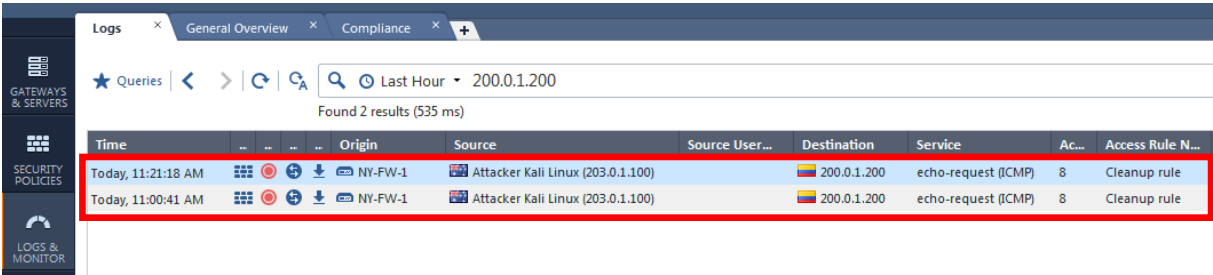 Logs × General Overview × Compliance × +
GATEWAYS
& SERVERS
SECURITY
POLICIES
LOGS &
MONITOR
Queries Last Hour 200.0.1.200
Found 2 results (535 ms)
Time ... ... ... ... Origin Source Source User... Destination Service Ac... Access Rule N...
Today, 11:21:18 AM NY-FW-1 Attacker Kali Linux (203.0.1.100) 200.0.1.200 echo-request (ICMP) 8 Cleanup rule
Today, 11:00:41 AM NY-FW-1 Attacker Kali Linux (203.0.1.100) 200.0.1.200 echo-request (ICMP) 8 Cleanup rule